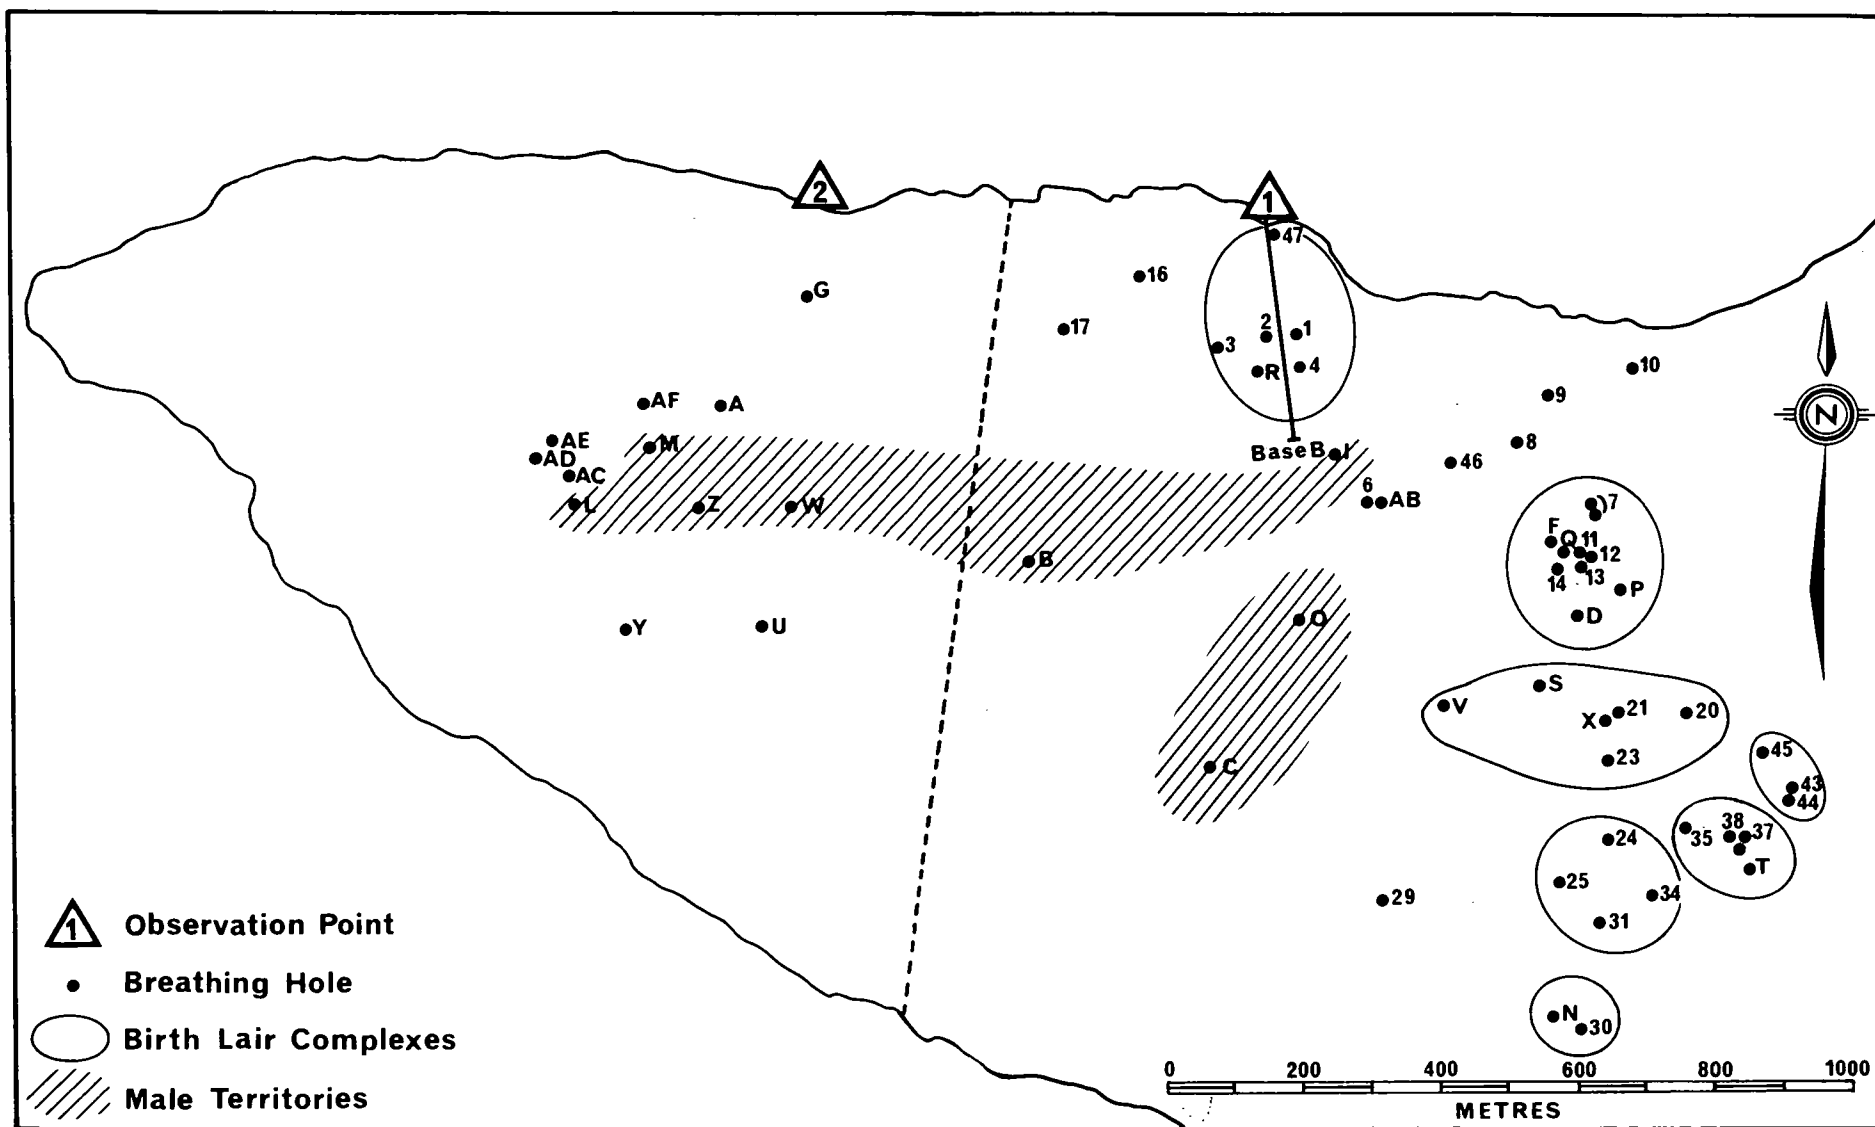 2
1
47
16
G
17
2
1
3
R
4
10
9
AF
A
AE
M
AD
AC
L
Z
W
Base B
I
46
8
6
AB
7
F
Q
11
12
14
13
P
D
B
O
Y
U
S
V
X
21
20
23
C
45
43
44
38
37
35
T
24
25
34
31
29
N
30
N
1 Observation Point
Breathing Hole
Birth Lair Complexes
Male Territories
0 200 400 600 800 1000
METRES